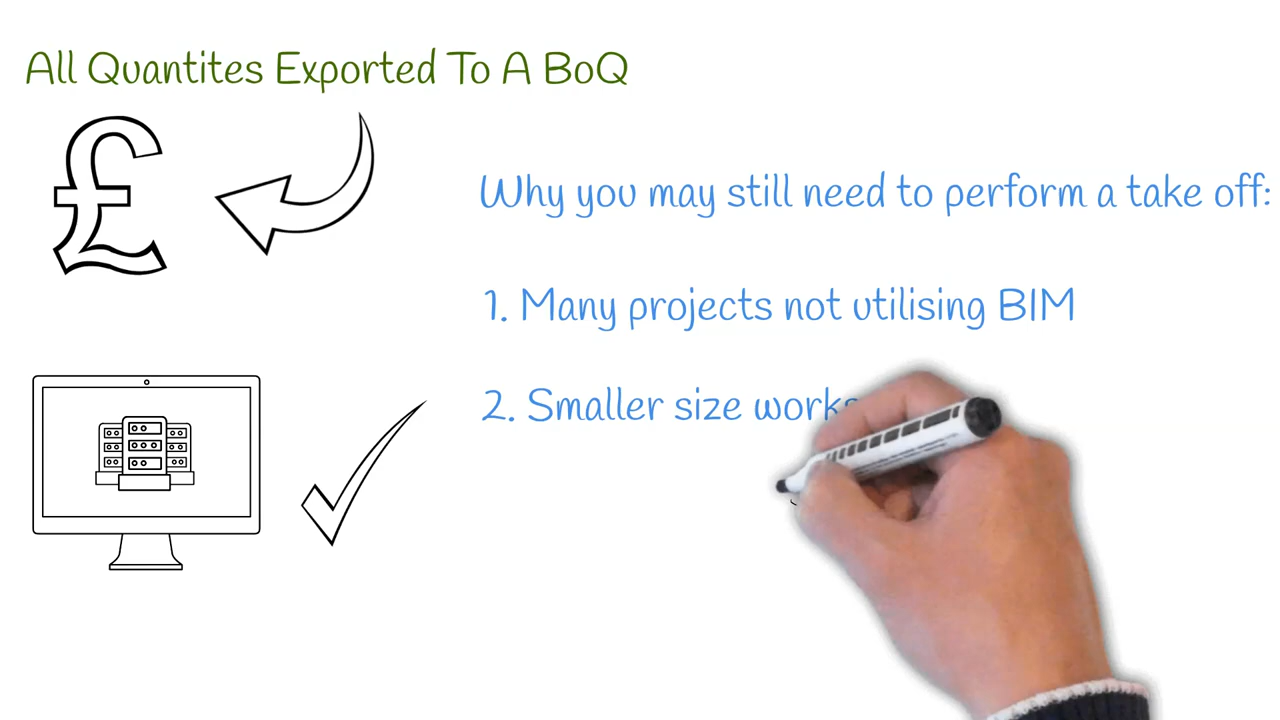 All Quantites Exported To A BoQ
Why you may still need to perform a take off:
1. Many projects not utilising BIM
2. Smaller size works